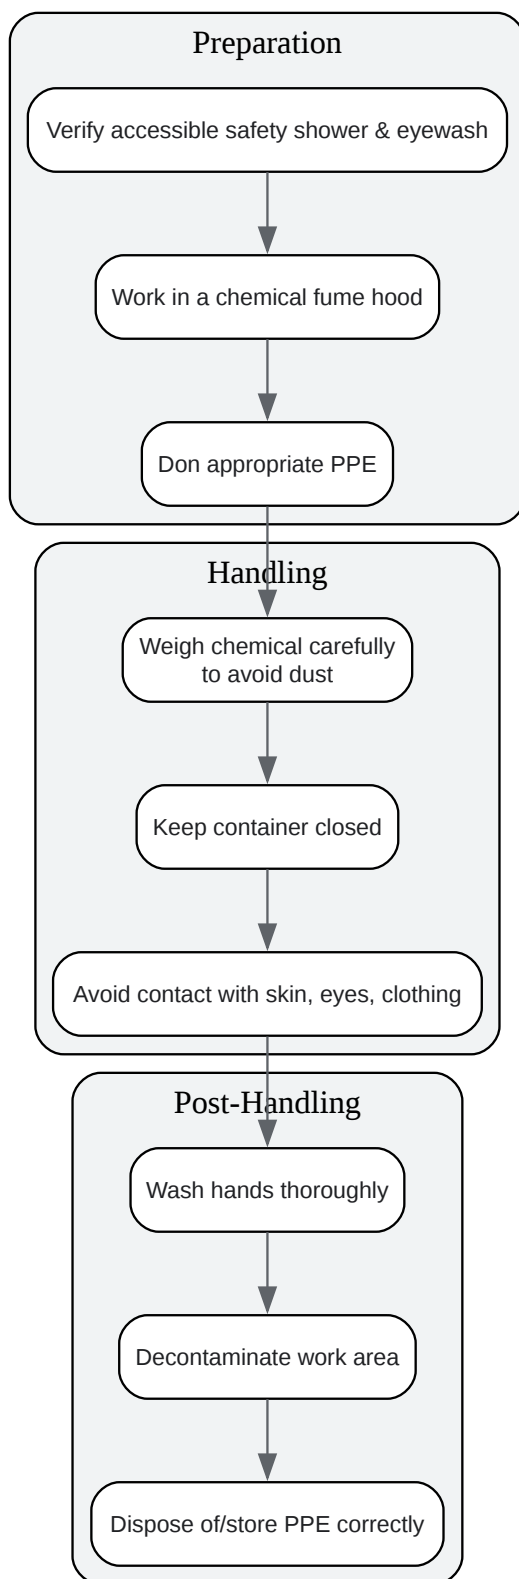 Preparation
Verify accessible safety shower & eyewash
Work in a chemical fume hood
Don appropriate PPE
Handling
Weigh chemical carefully
to avoid dust
Keep container closed
Avoid contact with skin, eyes, clothing
Post-Handling
Wash hands thoroughly
Decontaminate work area
Dispose of/store PPE correctly